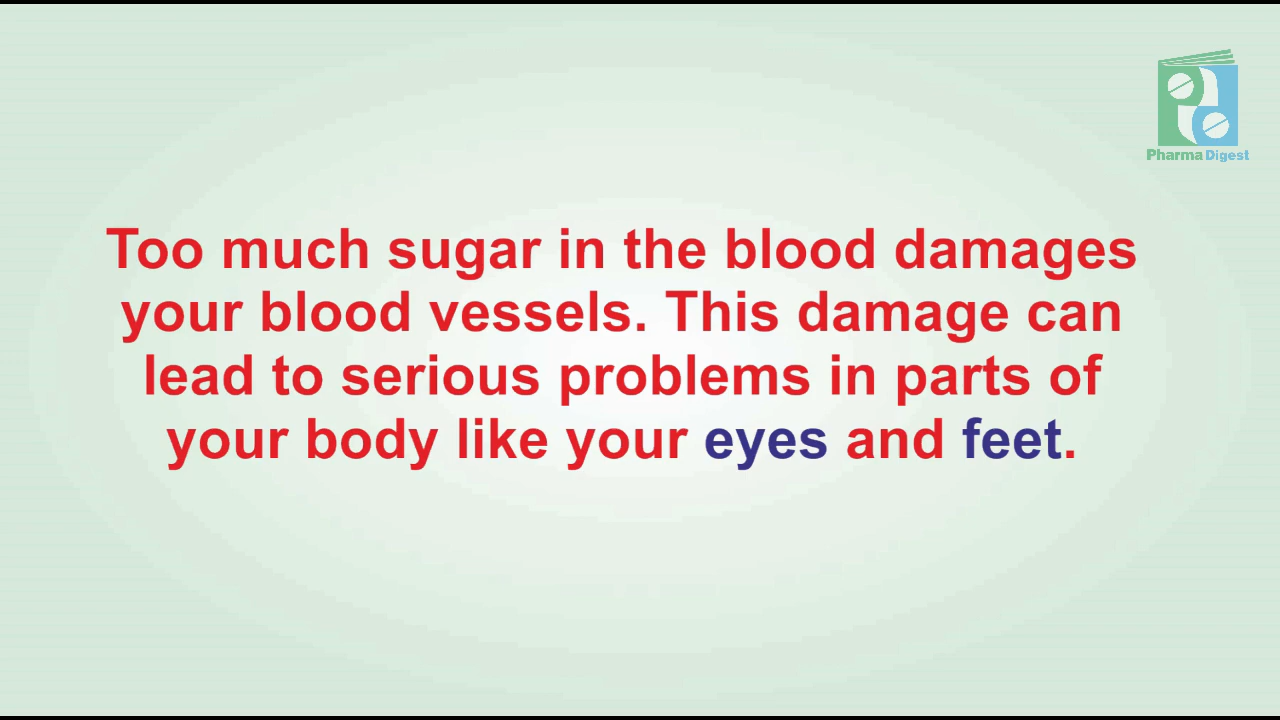 Pharma Digest
Too much sugar in the blood damages
your blood vessels. This damage can
lead to serious problems in parts of
your body like your eyes and feet.